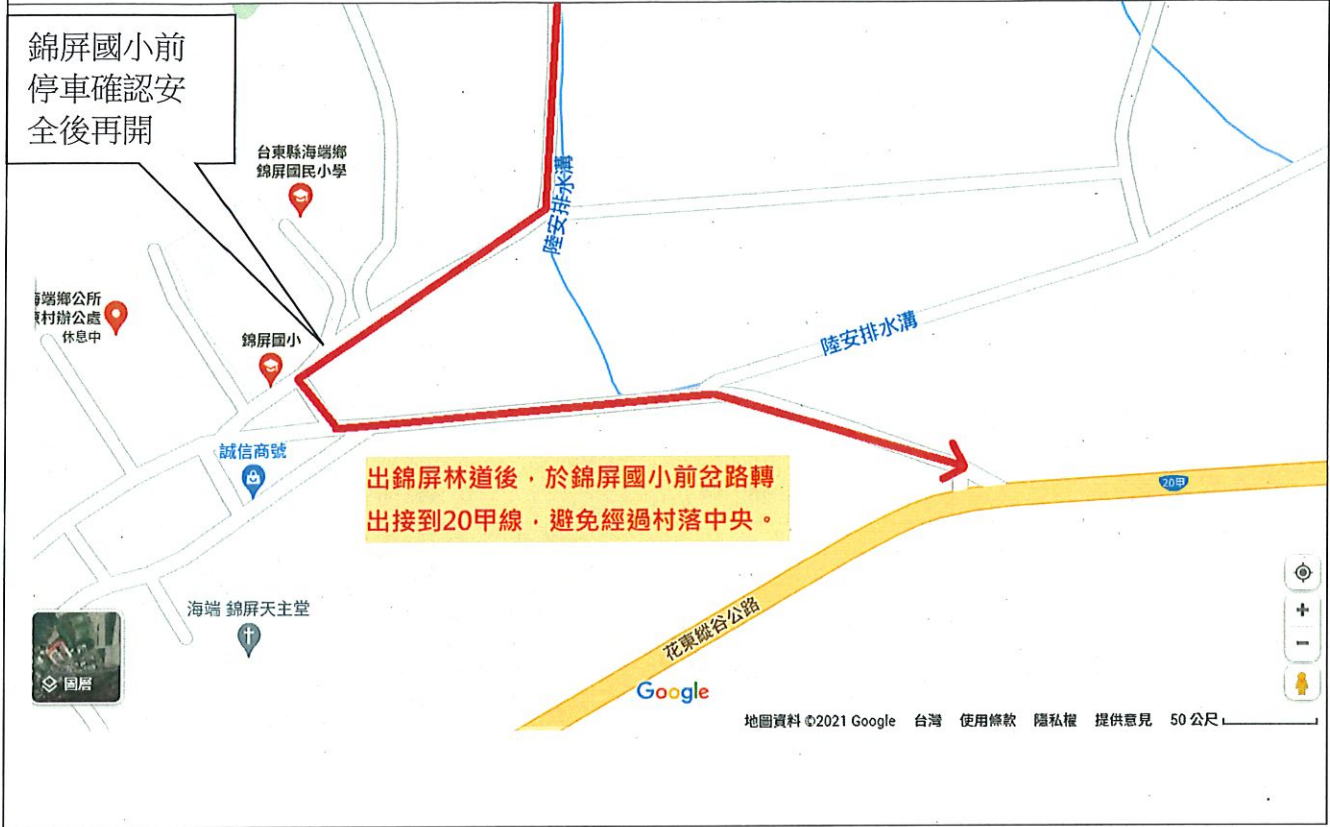 錦屏國小前
停車確認安
全後再開
台東縣海端鄉
錦屏國民小學
陸安排水溝
海端鄉公所
村辦公處
休息中
錦屏國小
陸安排水溝
誠信商號
出錦屏林道後，於錦屏國小前岔路轉
出接到20甲線，避免經過村落中央。
20甲
海端 錦屏天主堂
花東縱谷公路
圖層
Google
地圖資料 ©2021 Google 台灣 使用條款 隱私權 提供意見 50 公尺